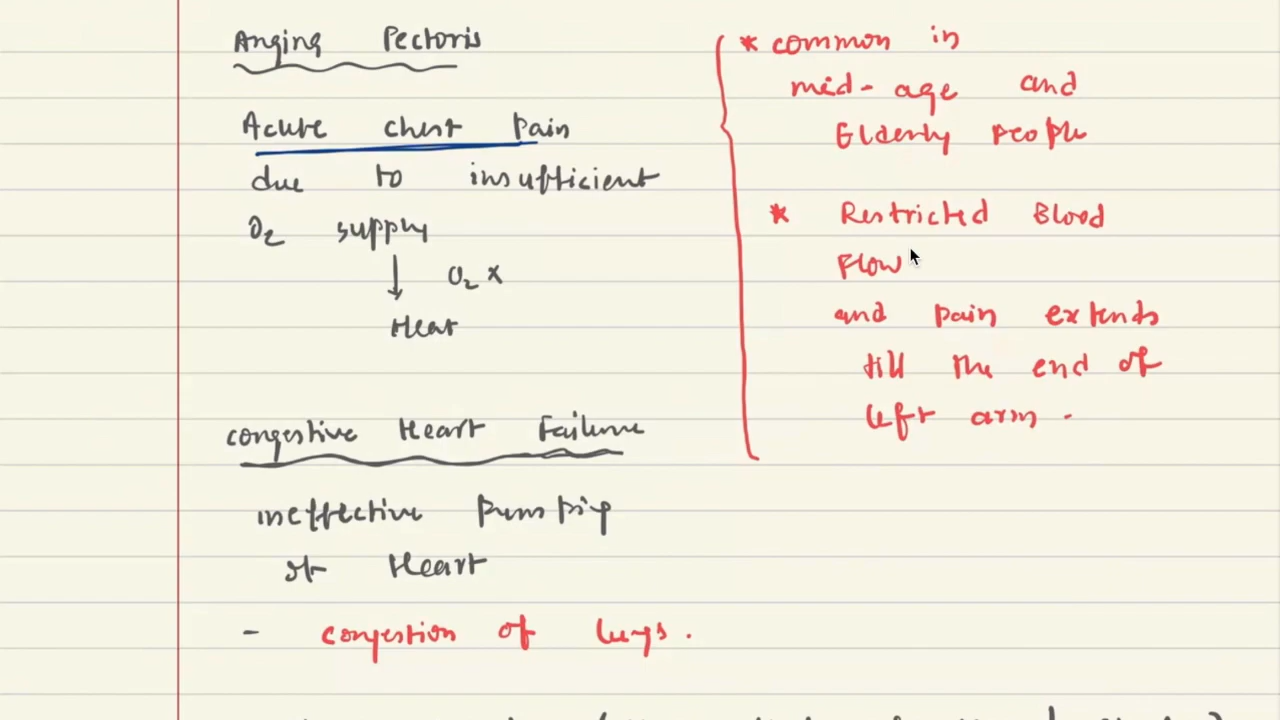 Anging Pectoris
Acute chest Pain
due to insufficient
O2 supply
↓ O2 x
Heart
* common in
mid-age and
Elderly People
* Restricted Blood
Flow
and pain extends
till the end of
left arm.
congestive Heart Failure
ineffective Pumping
of Heart
- congestion of lungs.